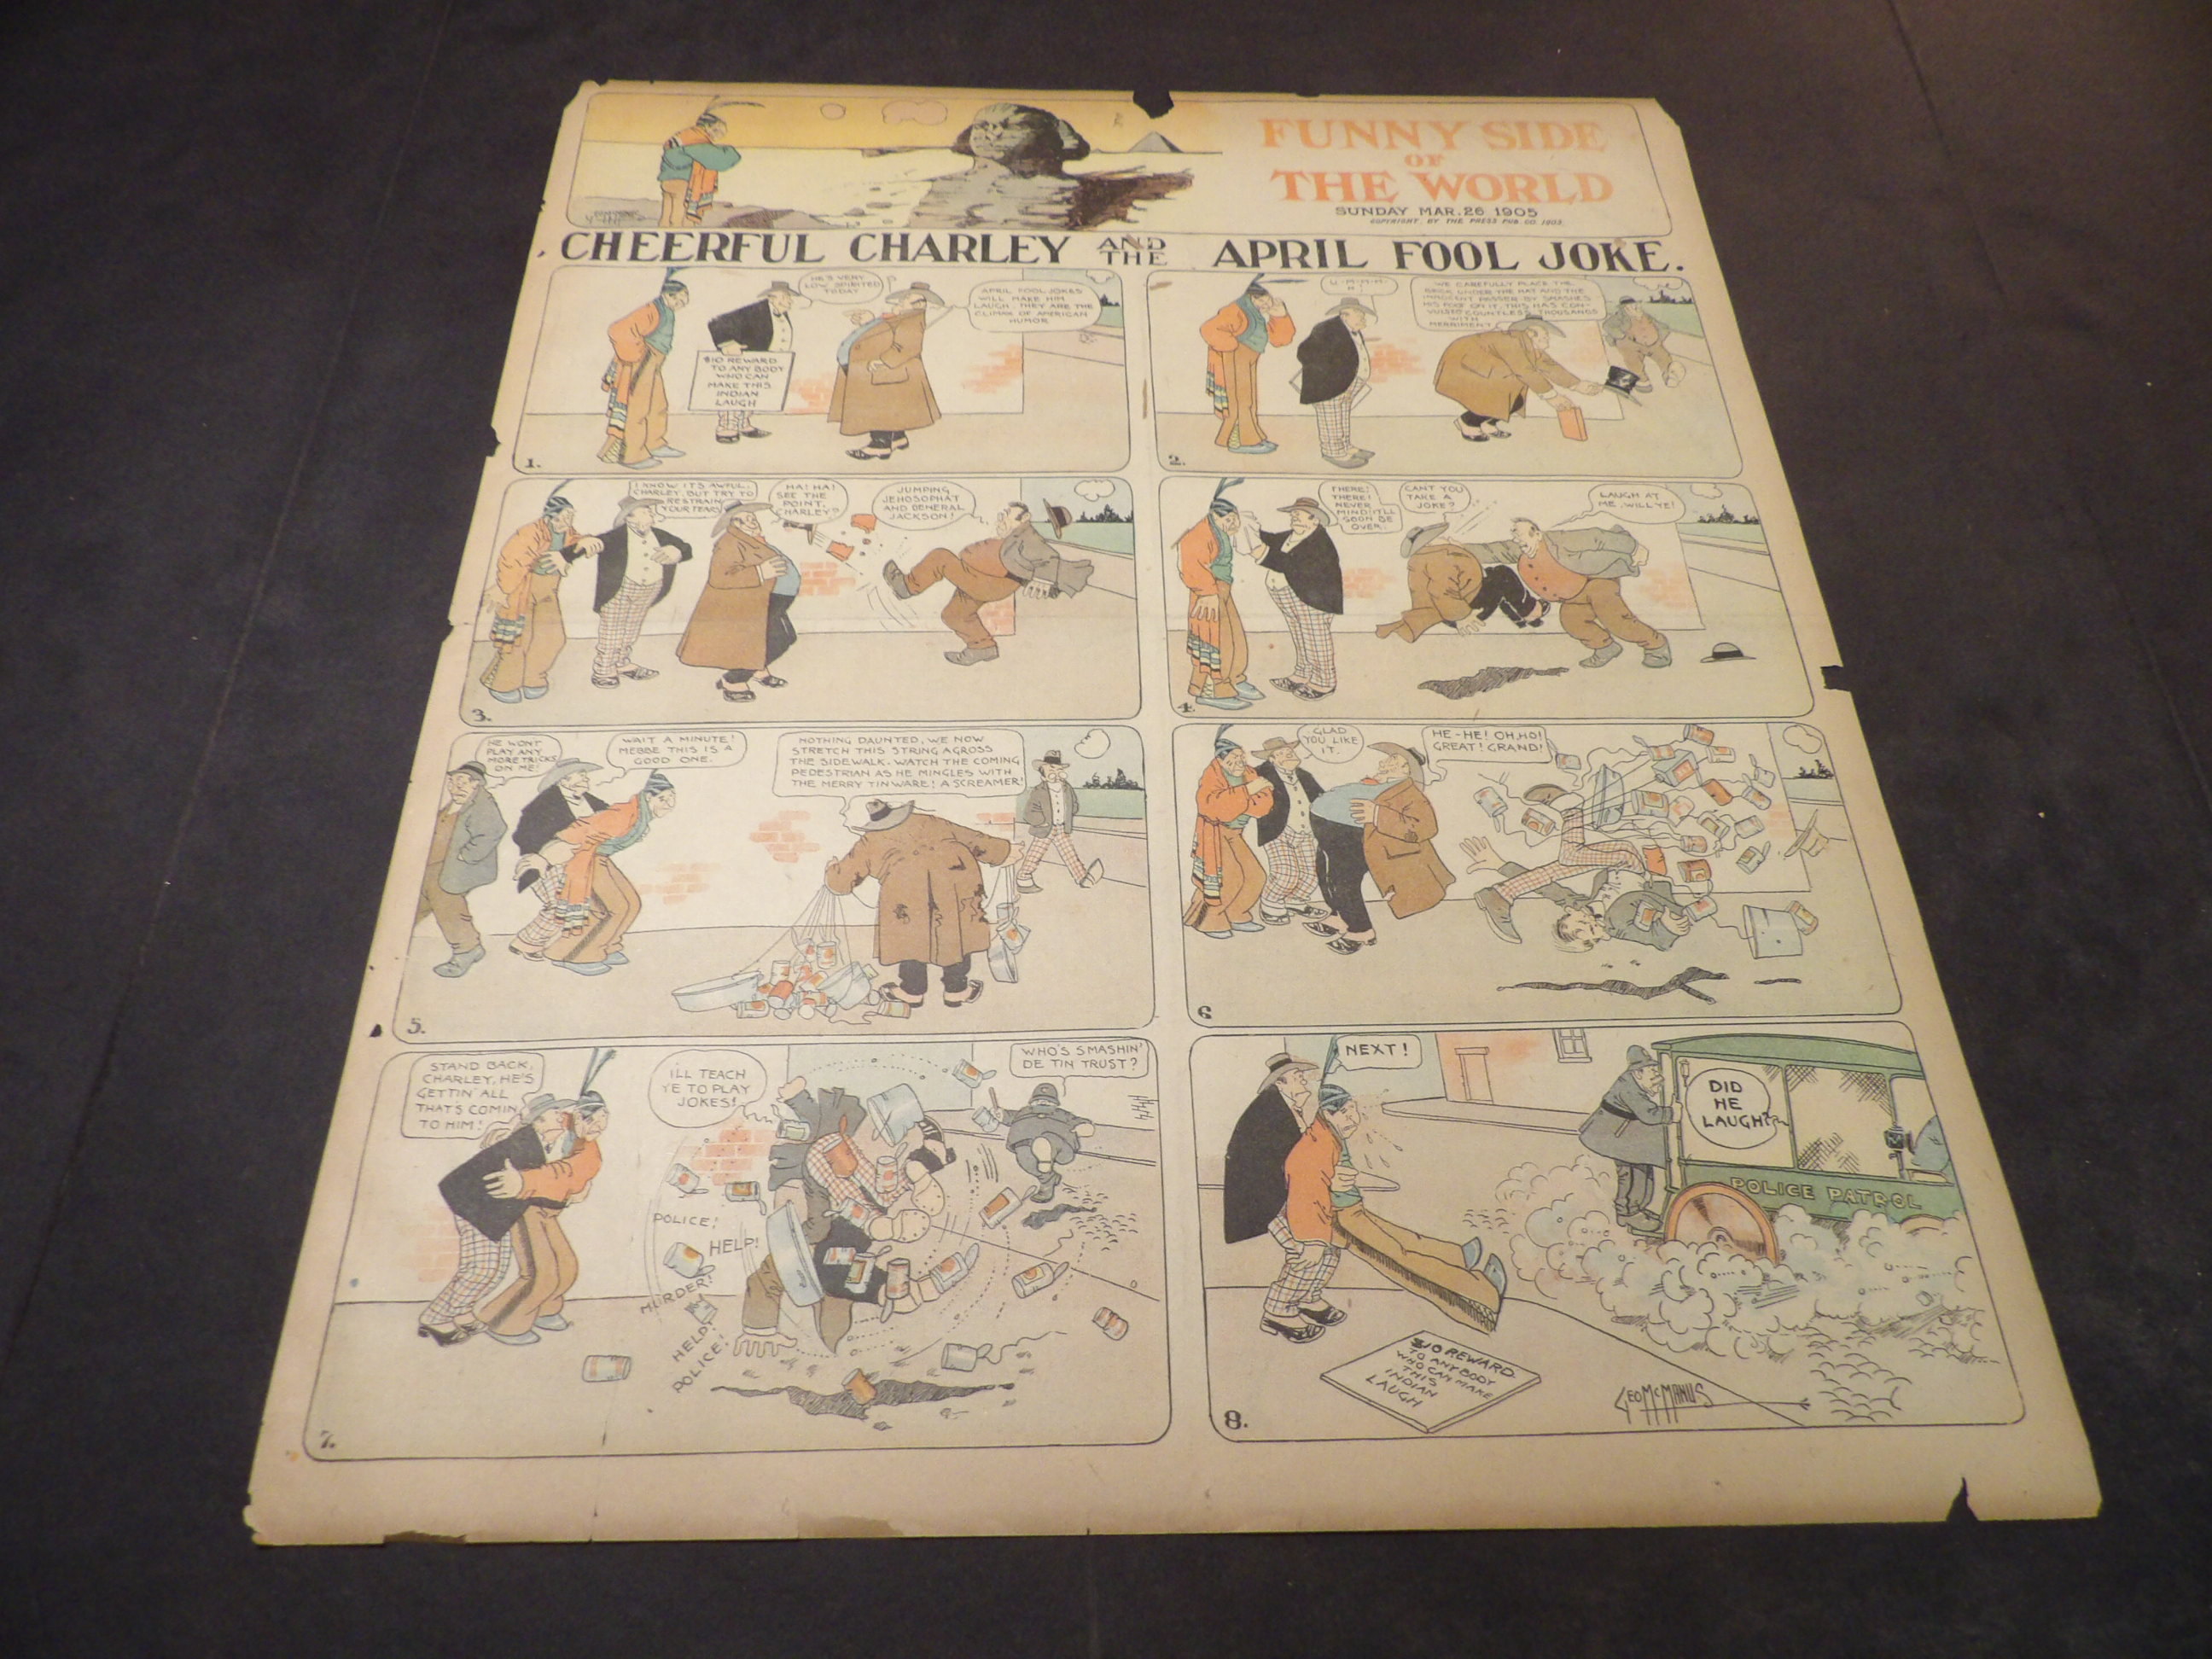 FUNNY SIDE
OF
THE WORLD
SUNDAY MAR. 26 1905
COPYRIGHT. BY THE PRESS PUB. CO. 1905.
CHEERFUL CHARLEY AND THE APRIL FOOL JOKE.
HE'S VERY
LOW SPIRITED
TODAY
APRIL FOOL JOKES
WILL MAKE HIM
LAUGH. THEY ARE THE
CLIMAX OF AMERICAN
HUMOR.
$10 REWARD
TO ANY BODY
WHO CAN
MAKE THIS
INDIAN
LAUGH
1.
U-M-M-M-
M!
WE CAREFULLY PLACE THE
BRICK UNDER THE HAT AND THE
INNOCENT PASSER-BY SMASHES
HIS FOOT ON IT. THIS HAS CON-
VULSED COUNTLESS THOUSANDS
WITH
MERRIMENT
2.
I KNOW ITS AWFUL,
CHARLEY, BUT TRY TO
RESTRAIN
YOUR TEARS
HA! HA!
SEE THE
POINT,
CHARLEY?
JUMPING
JEHOSOPHAT
AND GENERAL
JACKSON!
3.
THERE!
THERE!
NEVER
MIND! IT'LL
SOON BE
OVER!
CANT YOU
TAKE A
JOKE?
LAUGH AT
ME, WILL YE!
4.
HE WONT
PLAY ANY
MORE TRICKS
ON ME!
WAIT A MINUTE!
MEBBE THIS IS A
GOOD ONE.
NOTHING DAUNTED, WE NOW
STRETCH THIS STRING AGROSS
THE SIDEWALK. WATCH THE COMING
PEDESTRIAN AS HE MINGLES WITH
THE MERRY TINWARE! A SCREAMER!
5.
GLAD
YOU LIKE
IT.
HE-HE! OH, HO!
GREAT! GRAND!
6
STAND BACK,
CHARLEY, HE'S
GETTIN' ALL
THAT'S COMIN
TO HIM!
ILL TEACH
YE TO PLAY
JOKES!
WHO'S SMASHIN'
DE TIN TRUST?
POLICE!
HELP!
MURDER!
HELP!
POLICE!
7.
NEXT!
DID
HE
LAUGH?
POLICE PATROL
$10 REWARD
TO ANY BODY
WHO CAN MAKE
THIS
INDIAN
LAUGH
GEO McMANUS
8.